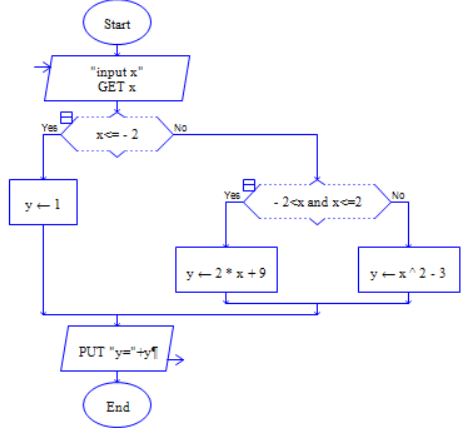 Start
"input x"
GET x
Yes
x<= - 2
No
y ← 1
Yes
- 2<x and x<=2
No
y ← 2 * x + 9
y ← x ^ 2 - 3
PUT "y="+y¶
End